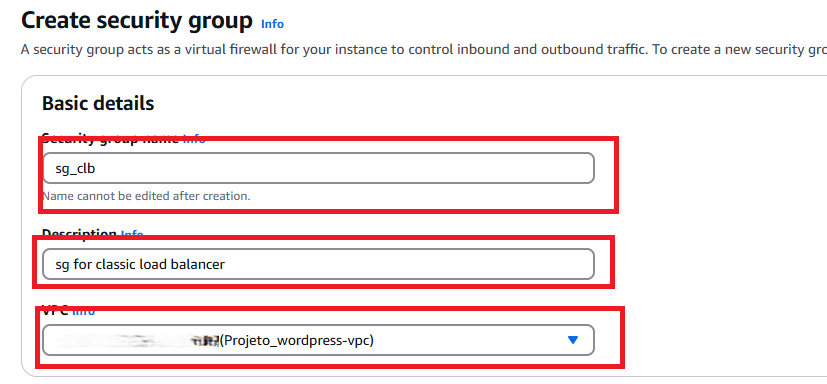 Create security group Info
A security group acts as a virtual firewall for your instance to control inbound and outbound traffic. To create a new security gro
Basic details
Security group name Info
sg_clb
Name cannot be edited after creation.
Description Info
sg for classic load balancer
VPC Info
(Projeto_wordpress-vpc)